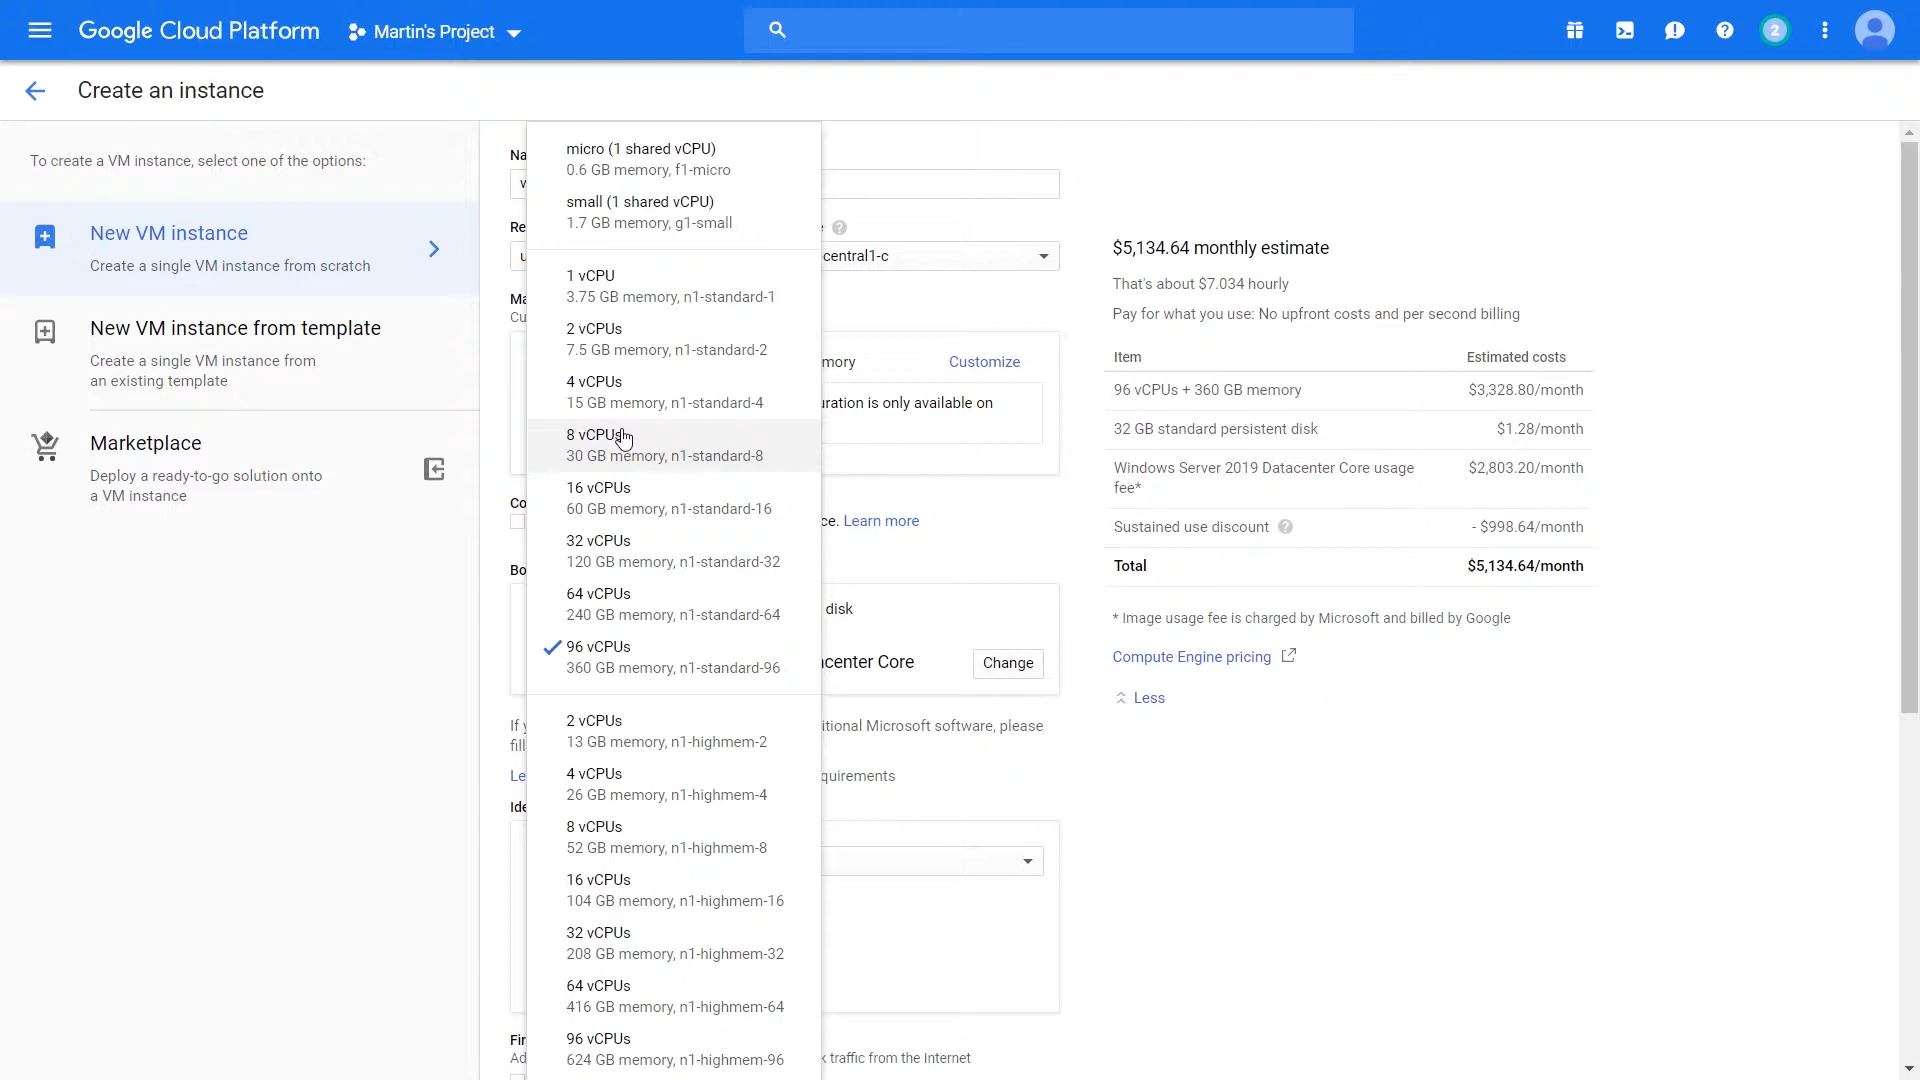 Google Cloud Platform
Martin's Project
2
Create an instance
To create a VM instance, select one of the options:
New VM instance
Create a single VM instance from scratch
New VM instance from template
Create a single VM instance from
an existing template
Marketplace
Deploy a ready-to-go solution onto
a VM instance
micro (1 shared vCPU)
0.6 GB memory, f1-micro
small (1 shared vCPU)
1.7 GB memory, g1-small
1 vCPU
3.75 GB memory, n1-standard-1
2 vCPUs
7.5 GB memory, n1-standard-2
4 vCPUs
15 GB memory, n1-standard-4
8 vCPUs
30 GB memory, n1-standard-8
16 vCPUs
60 GB memory, n1-standard-16
32 vCPUs
120 GB memory, n1-standard-32
64 vCPUs
240 GB memory, n1-standard-64
96 vCPUs
360 GB memory, n1-standard-96
2 vCPUs
13 GB memory, n1-highmem-2
4 vCPUs
26 GB memory, n1-highmem-4
8 vCPUs
52 GB memory, n1-highmem-8
16 vCPUs
104 GB memory, n1-highmem-16
32 vCPUs
208 GB memory, n1-highmem-32
64 vCPUs
416 GB memory, n1-highmem-64
96 vCPUs
624 GB memory, n1-highmem-96
Na
Re
central1-c
Ma
Cu
mory Customize
uration is only available on
Co
ce. Learn more
Bo
disk
acenter Core Change
If y itional Microsoft software, please
fill
Le quirements
Ide
Fir
Ad k traffic from the Internet
$5,134.64 monthly estimate
That's about $7.034 hourly
Pay for what you use: No upfront costs and per second billing
Item Estimated costs
96 vCPUs + 360 GB memory $3,328.80/month
32 GB standard persistent disk $1.28/month
Windows Server 2019 Datacenter Core usage $2,803.20/month
fee*
Sustained use discount - $998.64/month
Total $5,134.64/month
* Image usage fee is charged by Microsoft and billed by Google
Compute Engine pricing
Less